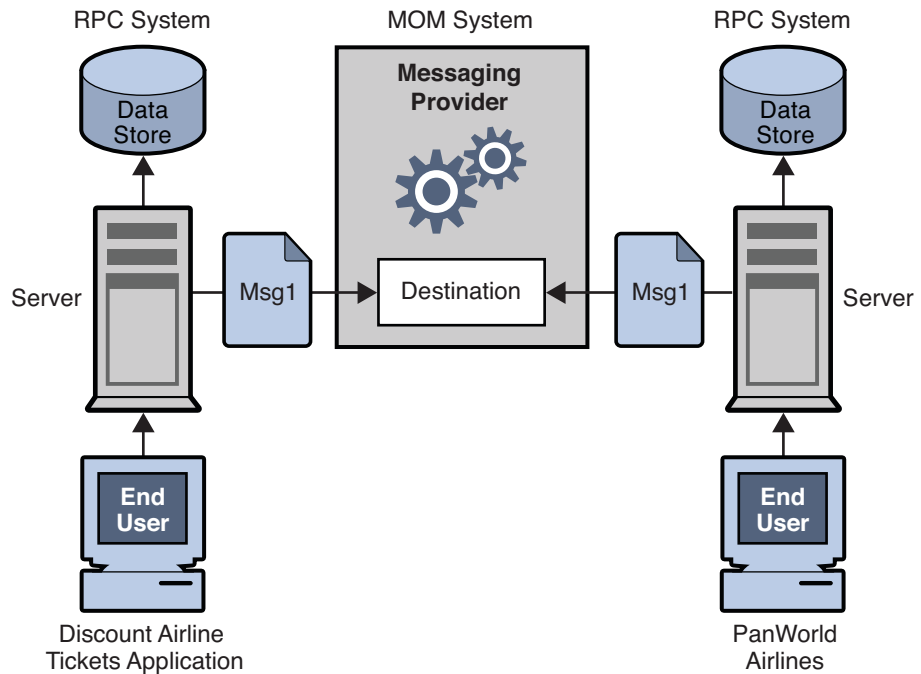 RPC System
MOM System
RPC System
Messaging
Provider
Data
Store
Data
Store
Server
Msg1
Destination
Msg1
Server
End
User
End
User
Discount Airline
Tickets Application
PanWorld
Airlines